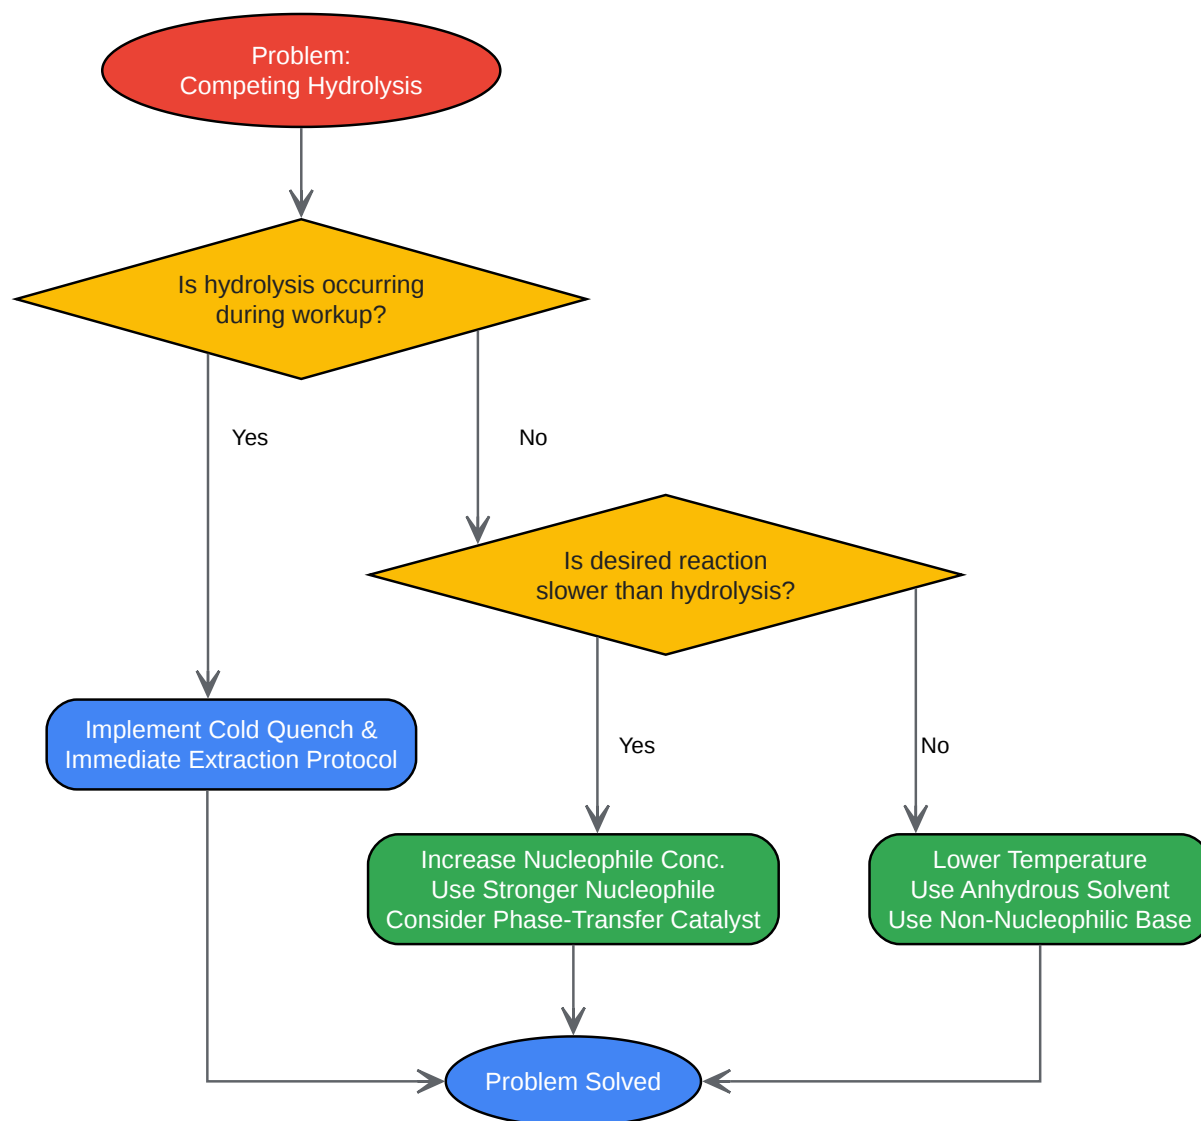 Problem:
Competing Hydrolysis
Is hydrolysis occurring
during workup?
Yes
No
Is desired reaction
slower than hydrolysis?
Implement Cold Quench &
Immediate Extraction Protocol
Yes
No
Increase Nucleophile Conc.
Use Stronger Nucleophile
Consider Phase-Transfer Catalyst
Lower Temperature
Use Anhydrous Solvent
Use Non-Nucleophilic Base
Problem Solved